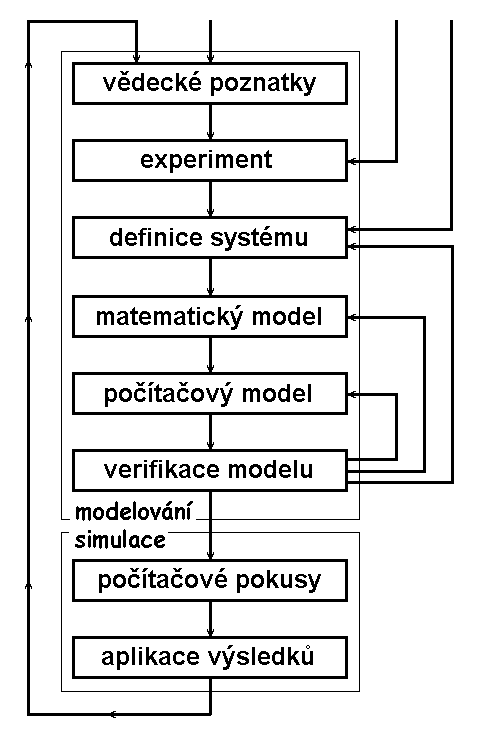 vědecké poznatky
experiment
definice systému
matematický model
počítačový model
verifikace modelu
modelování
simulace
počítačové pokusy
aplikace výsledků